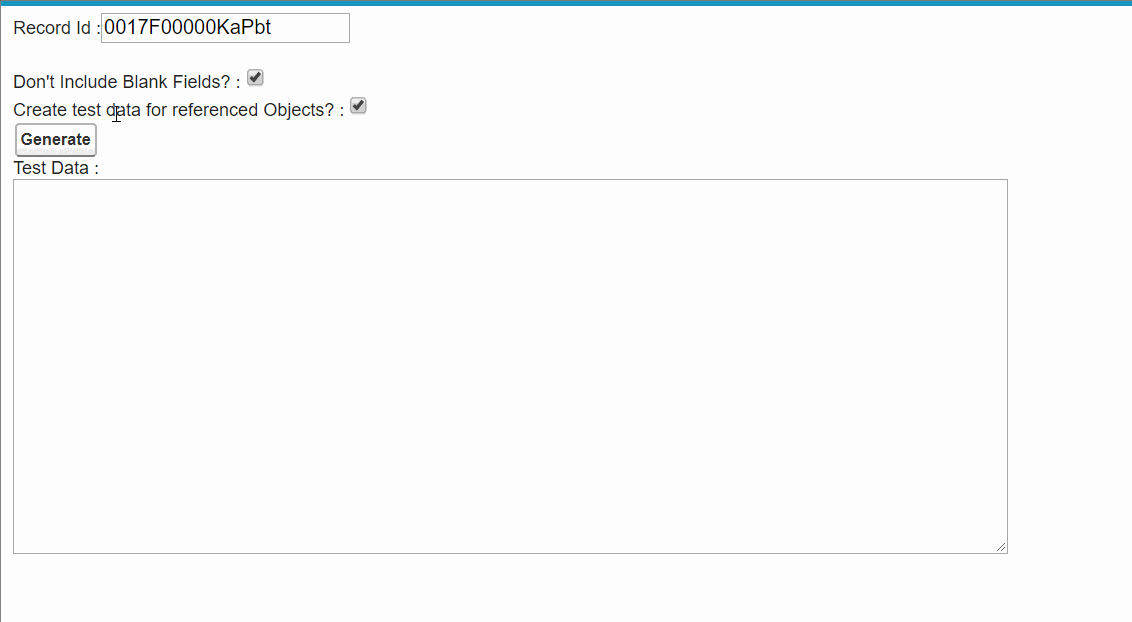 Record Id : 0017F00000KaPbt
Don't Include Blank Fields? :
Create test data for referenced Objects? :
Generate
Test Data :